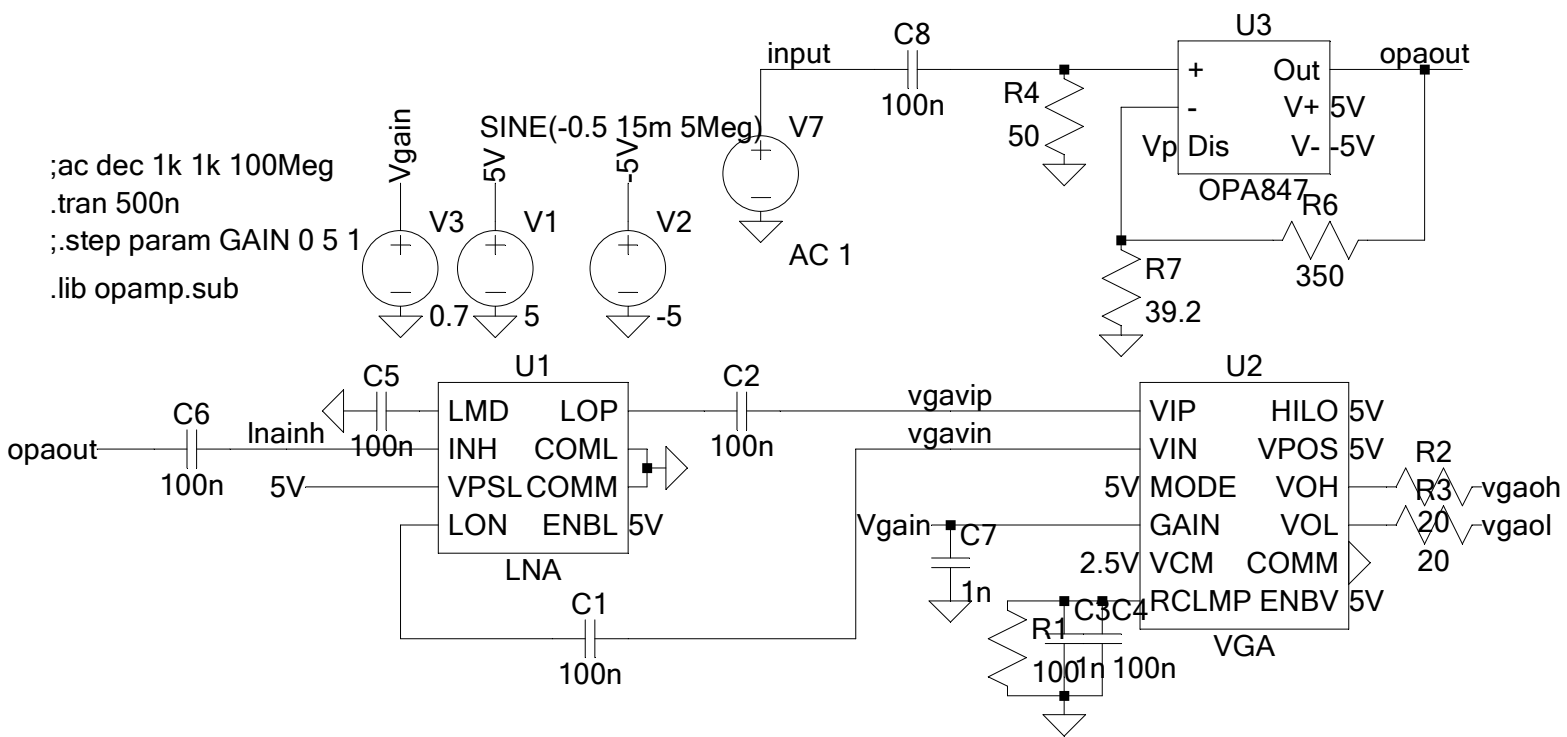 ;ac dec 1k 1k 100Meg
.tran 500n
;.step param GAIN 0 5 1
.lib opamp.sub
Vgain
V3
0.7
5V
V1
5
-5V
V2
-5
SINE(-0.5 15m 5Meg)
V7
AC 1
input
C8
100n
R4
50
U3
+
Out
-
V+
5V
Vp
Dis
V-
-5V
OPA847
opaout
R6
350
R7
39.2
opaout
C6
100n
lnainh
C5
100n
5V
U1
LMD
LOP
INH
COML
VPSL
COMM
LON
ENBL
5V
LNA
C2
100n
C1
100n
vgavip
vgavin
5V
Vgain
C7
1n
2.5V
R1
100
C3
1n
C4
100n
U2
VIP
HILO
5V
VIN
VPOS
5V
MODE
VOH
GAIN
VOL
VCM
COMM
RCLMP
ENBV
5V
VGA
R2
20
vgaoh
R3
20
vgaol